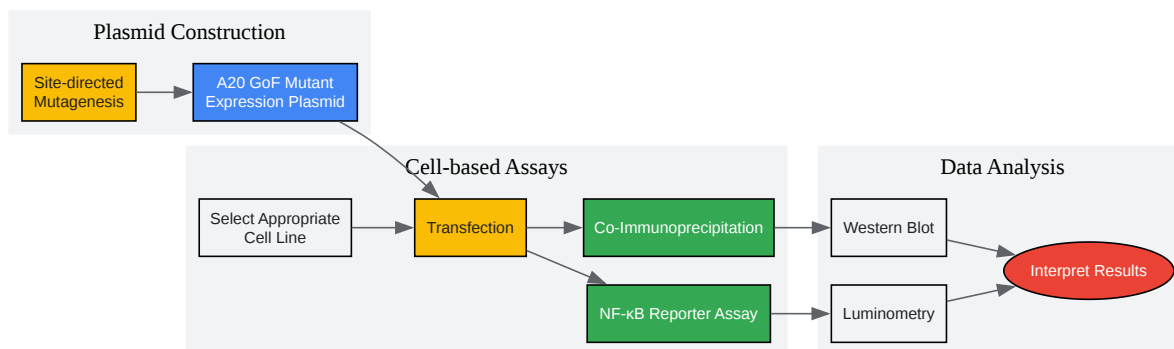 Plasmid Construction
Site-directed
Mutagenesis
A20 GoF Mutant
Expression Plasmid
Cell-based Assays
Select Appropriate
Cell Line
Transfection
Co-Immunoprecipitation
NF-κB Reporter Assay
Data Analysis
Western Blot
Luminometry
Interpret Results